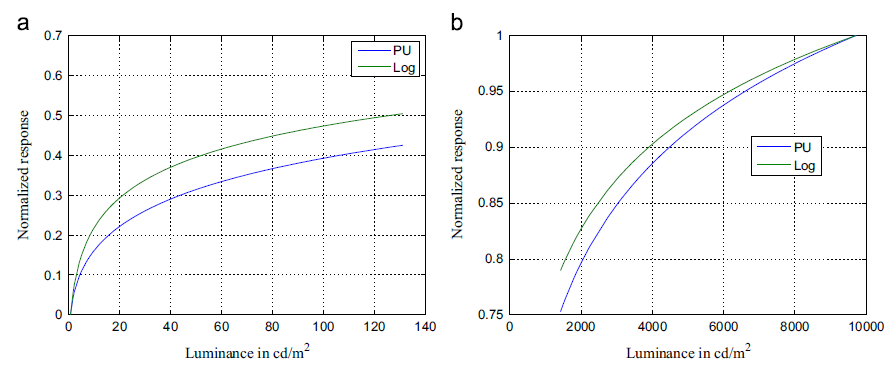 a
0.7
0.6
0.5
0.4
0.3
0.2
0.1
0
0 20 40 60 80 100 120 140
Normalized response
Luminance in cd/m²
PU
Log
b
1
0.95
0.9
0.85
0.8
0.75
0 2000 4000 6000 8000 10000
Normalized response
Luminance in cd/m²
PU
Log